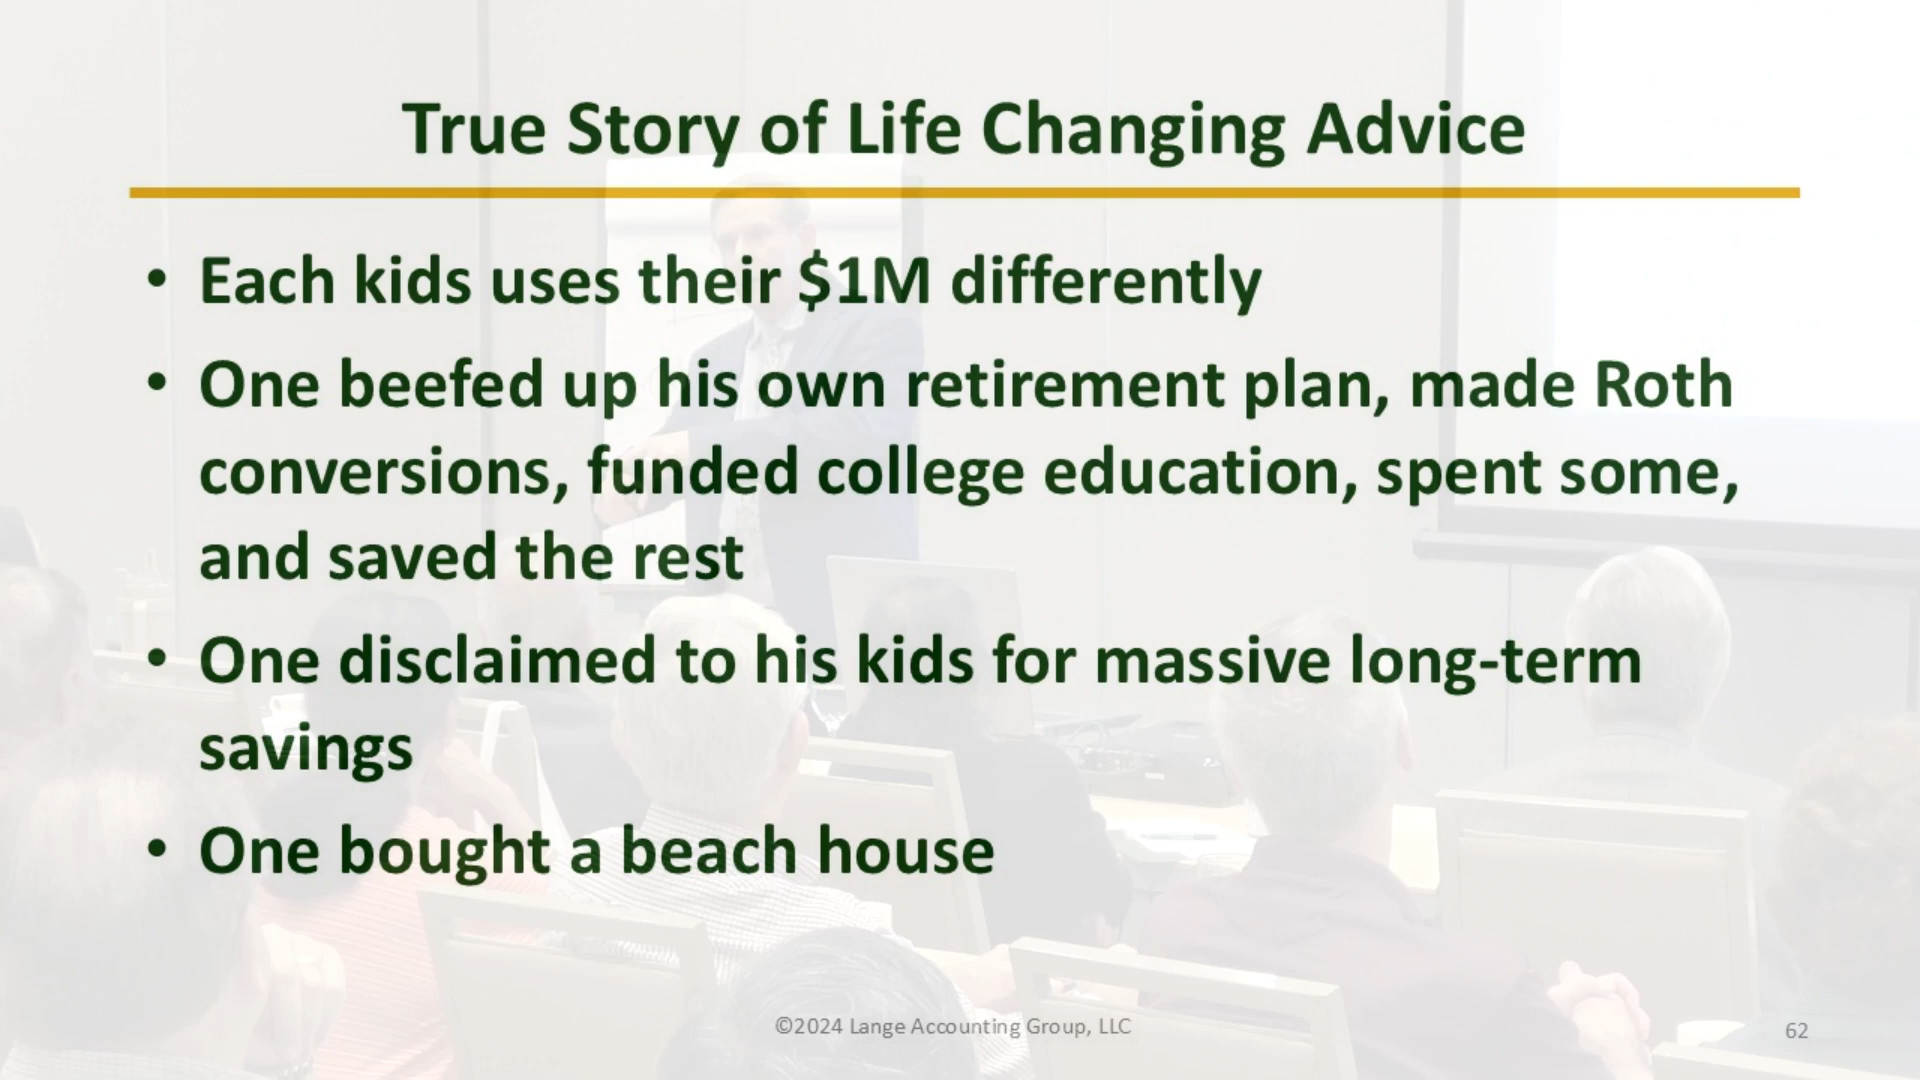 True Story of Life Changing Advice
• Each kids uses their $1M differently
• One beefed up his own retirement plan, made Roth
conversions, funded college education, spent some,
and saved the rest
• One disclaimed to his kids for massive long-term
savings
• One bought a beach house
©2024 Lange Accounting Group, LLC
62